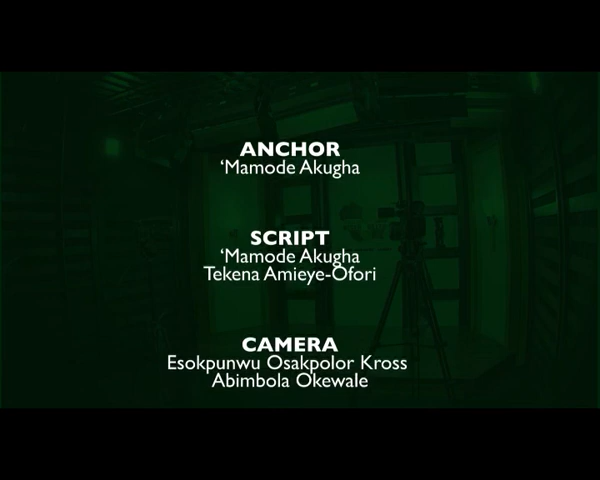 ANCHOR
‘Mamode Akugha
SCRIPT
‘Mamode Akugha
Tekena Amieye-Ofori
CAMERA
Esokpunwu Osakpolor Kross
Abimbola Okewale